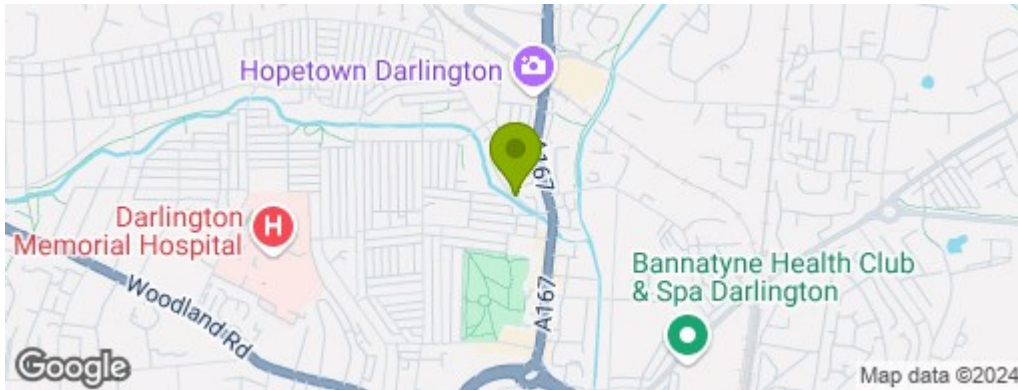 Hopetown Darlington
A167
Darlington
Memorial Hospital
H
Woodland Rd
A167
Bannatyne Health Club
& Spa Darlington
Google
Map data ©2024